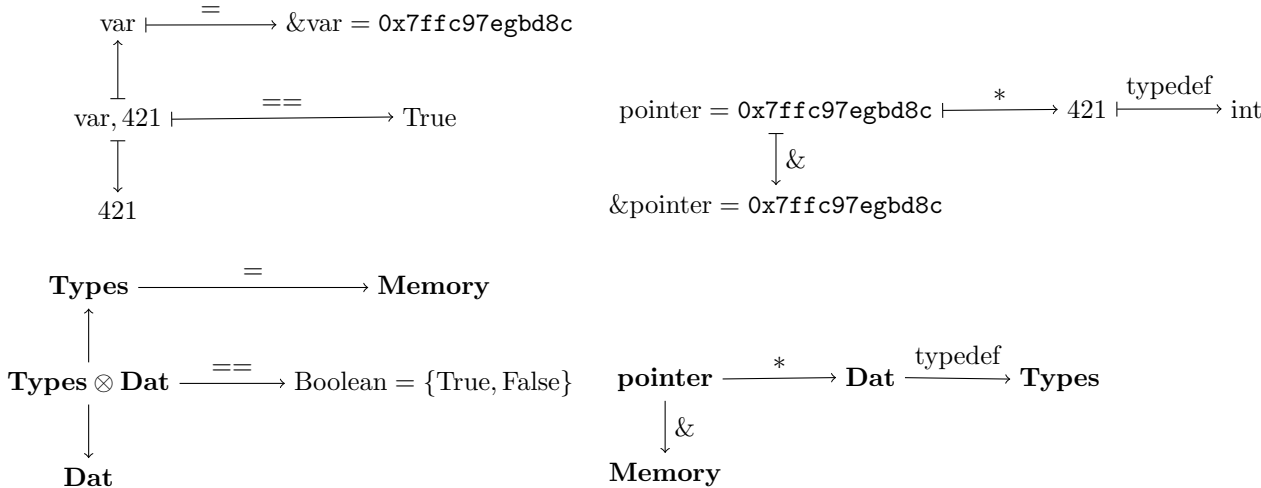 =
var &var = 0x7ffc97egbd8c
==
var, 421 True
421
* typedef
pointer = 0x7ffc97egbd8c 421 int
&
&pointer = 0x7ffc97egbd8c
=
Types Memory
==
Types ⊗ Dat Boolean = {True, False}
Dat
* typedef
pointer Dat Types
&
Memory